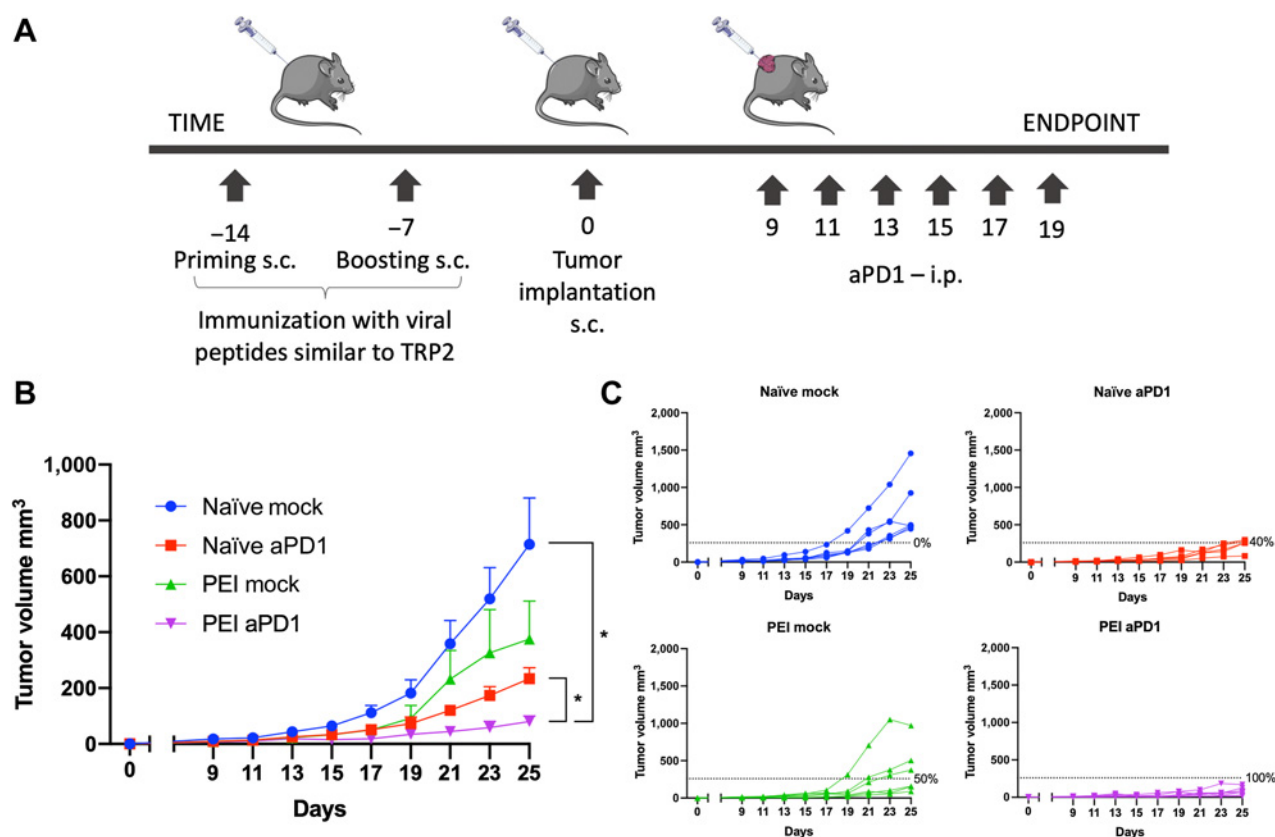 A
TIME
ENDPOINT
–14
–7
0
9
11
13
15
17
19
Priming s.c.
Boosting s.c.
Tumor
implantation
s.c.
aPD1 – i.p.
Immunization with viral
peptides similar to TRP2
B
Tumor volume mm³
1,000
800
600
400
200
0
Naïve mock
Naïve aPD1
PEI mock
PEI aPD1
*
*
0 9 11 13 15 17 19 21 23 25
Days
C
Naïve mock
Tumor volume mm³
2,000
1,500
1,000
500
0
0%
0 9 11 13 15 17 19 21 23 25
Days
Naïve aPD1
Tumor volume mm³
2,000
1,500
1,000
500
0
40%
0 9 11 13 15 17 19 21 23 25
Days
PEI mock
Tumor volume mm³
2,000
1,500
1,000
500
0
50%
0 9 11 13 15 17 19 21 23 25
Days
PEI aPD1
Tumor volume mm³
2,000
1,500
1,000
500
0
100%
0 9 11 13 15 17 19 21 23 25
Days